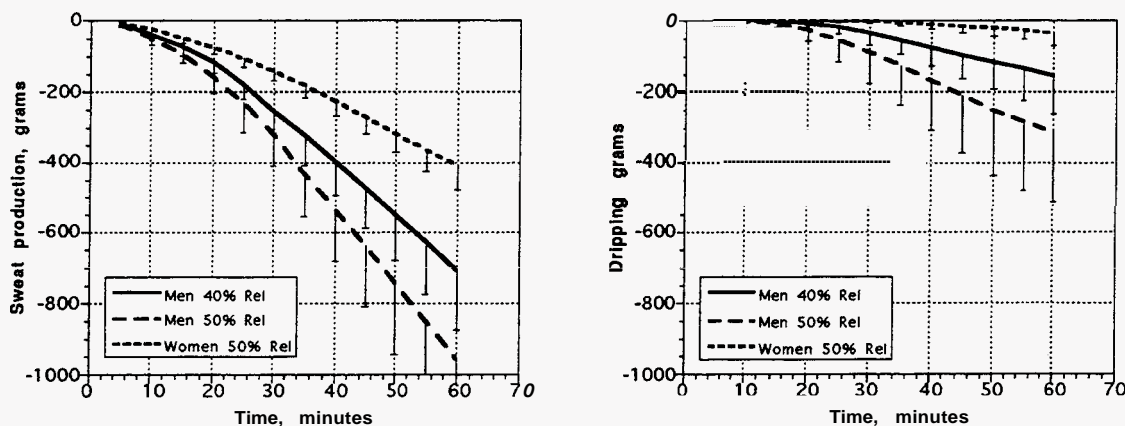 Sweat production, grams
0
-200
-400
-600
-800
-1000
Men 40% Rel
Men 50% Rel
Women 50% Rel
0 10 20 30 40 50 60 70
Time, minutes
Dripping grams
0
-200
-400
-600
-800
-1000
Men 40% Rel
Men 50% Rel
Women 50% Rel
0 10 20 30 40 50 60 70
Time, minutes